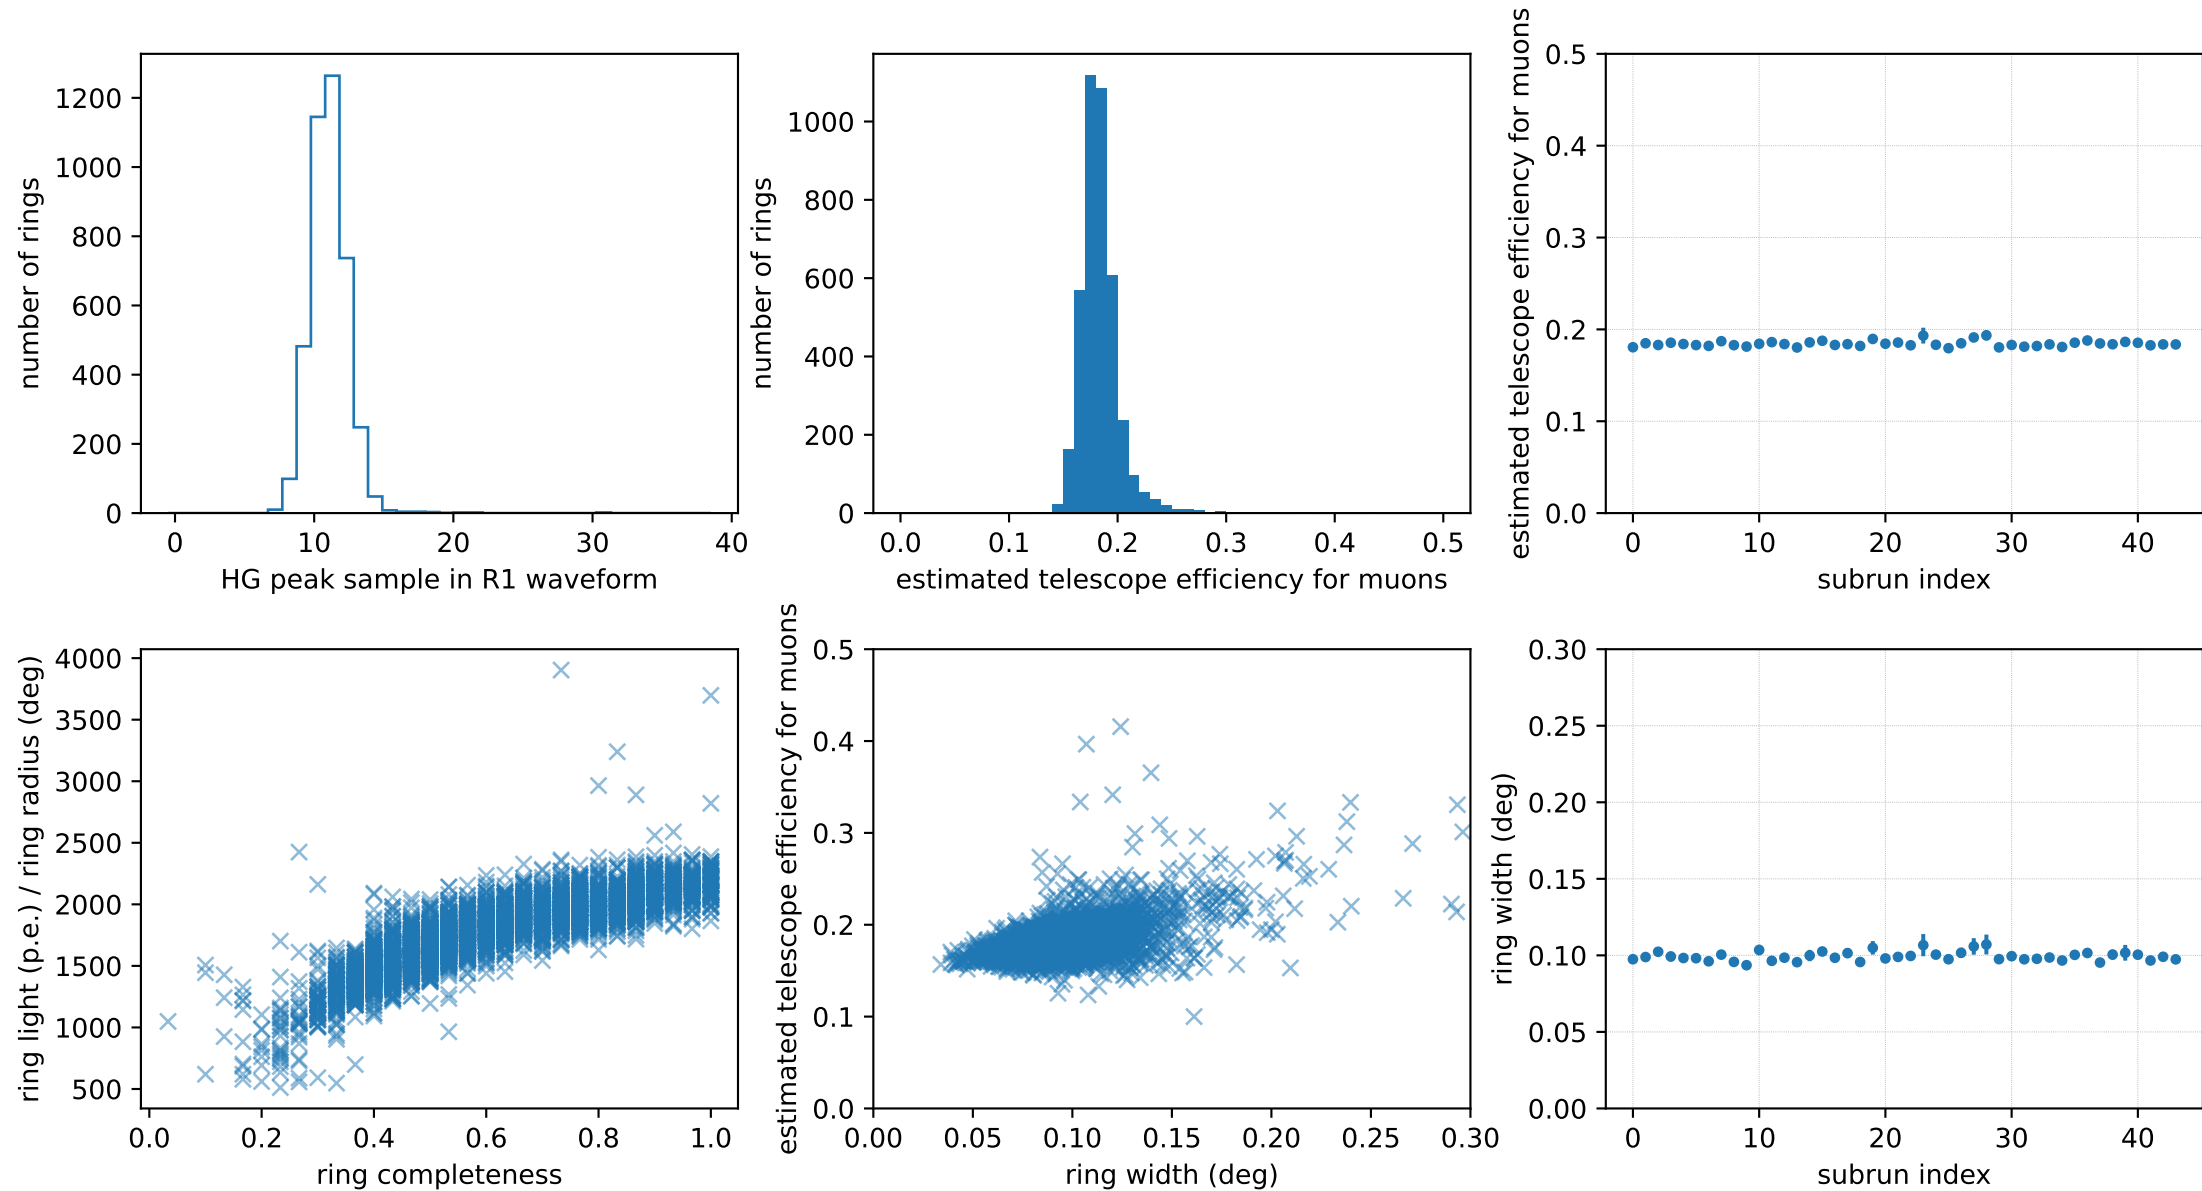 number of rings
1200
1000
800
600
400
200
0
0 10 20 30 40
HG peak sample in R1 waveform
number of rings
1000
800
600
400
200
0
0.0 0.1 0.2 0.3 0.4 0.5
estimated telescope efficiency for muons
estimated telescope efficiency for muons
0.5
0.4
0.3
0.2
0.1
0.0
0 10 20 30 40
subrun index
ring light (p.e.) / ring radius (deg)
4000
3500
3000
2500
2000
1500
1000
500
0.0 0.2 0.4 0.6 0.8 1.0
ring completeness
estimated telescope efficiency for muons
0.5
0.4
0.3
0.2
0.1
0.0
0.00 0.05 0.10 0.15 0.20 0.25 0.30
ring width (deg)
ring width (deg)
0.30
0.25
0.20
0.15
0.10
0.05
0.00
0 10 20 30 40
subrun index